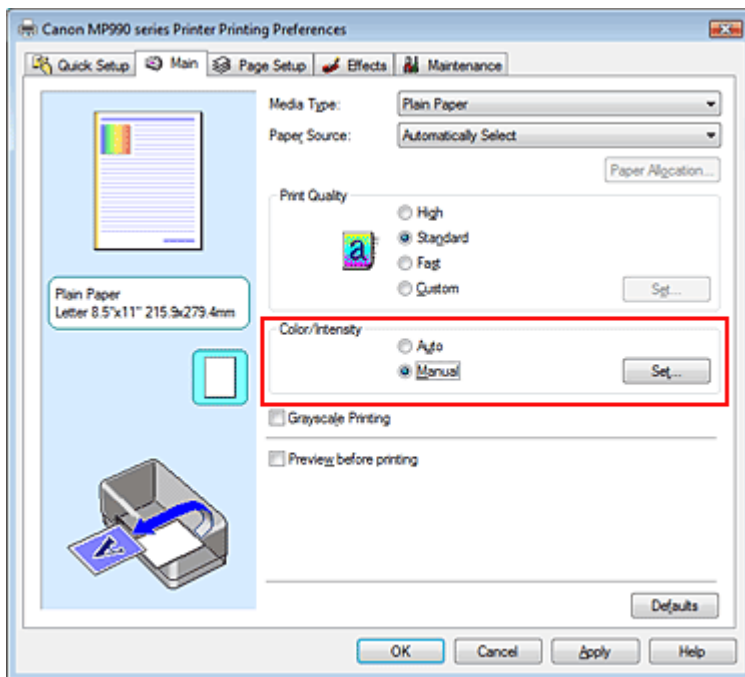 Canon MP990 series Printer Printing Preferences
Quick Setup Main Page Setup Effects Maintenance
Media Type: Plain Paper
Paper Source: Automatically Select
Paper Allocation...
Print Quality
High
a Standard
Fast
Custom Set...
Plain Paper
Letter 8.5"x11" 215.9x279.4mm
Color/Intensity
Auto
Manual Set...
Grayscale Printing
Preview before printing
A
Defaults
OK Cancel Apply Help